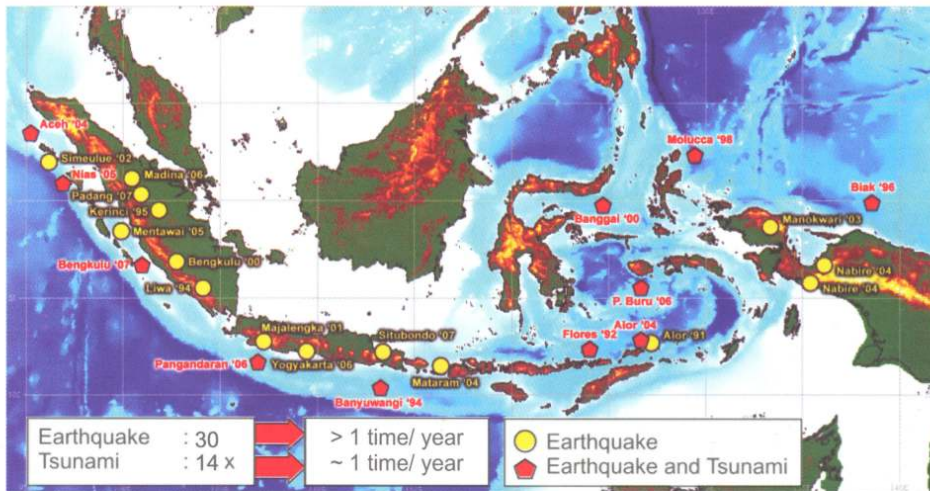 Aceh '04
Simeulue '02
Nias '05
Madina '06
Padang '07
Kerinci '95
Mentawai '05
Bengkulu '07
Bengkulu '00
Liwa '94
Molucca '98
Biak '96
Banggai '00
Manokwari '03
Nabire '04
Nabire '04
P. Buru '06
Majalengka '01
Situbondo '07
Flores '92
Alor '04
Alor '91
Pangandaran '06
Yogyakarta '06
Mataram '04
Banyuwangi '94
Earthquake : 30
Tsunami : 14 x
> 1 time/ year
~ 1 time/ year
Earthquake
Earthquake and Tsunami